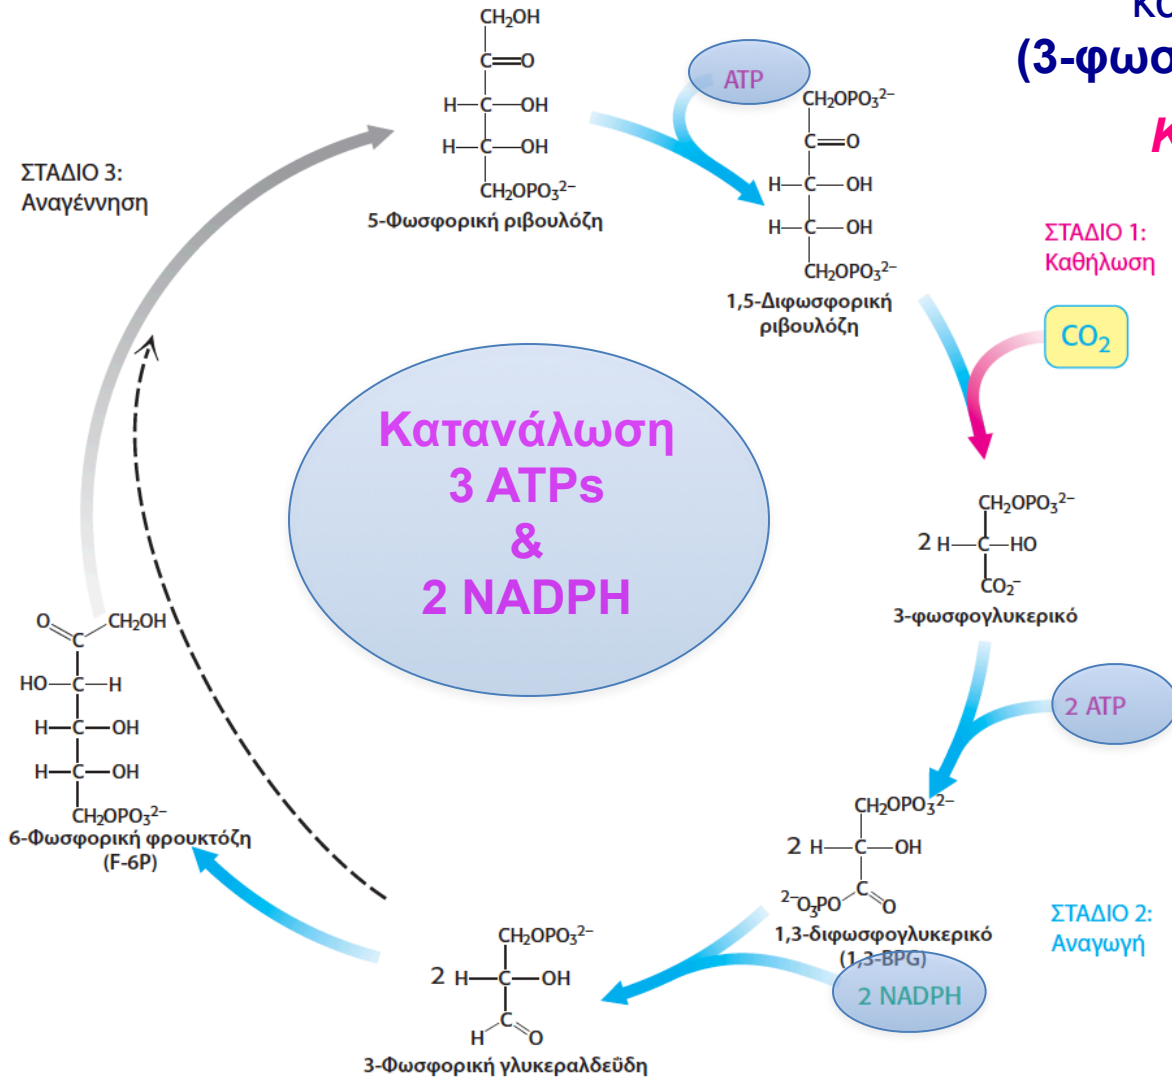 κα
(3-φωσ
Κ
CH₂OH
C=O
H—C—OH
H—C—OH
CH₂OPO₃²⁻
5-Φωσφορική ριβουλόζη
ATP
CH₂OPO₃²⁻
C=O
H—C—OH
H—C—OH
CH₂OPO₃²⁻
1,5-Διφωσφορική
ριβουλόζη
ΣΤΑΔΙΟ 3:
Αναγέννηση
ΣΤΑΔΙΟ 1:
Καθήλωση
CO₂
Κατανάλωση
3 ATPs
&
2 NADPH
CH₂OPO₃²⁻
2 H—C—HO
CO₂⁻
3-φωσφογλυκερικό
2 ATP
CH₂OPO₃²⁻
2 H—C—OH
C
²⁻O₃PO O
1,3-διφωσφογλυκερικό
(1,3-BPG)
2 NADPH
ΣΤΑΔΙΟ 2:
Αναγωγή
CH₂OPO₃²⁻
2 H—C—OH
C
H O
3-Φωσφορική γλυκεραλδεΰδη
O CH₂OH
C
HO—C—H
H—C—OH
H—C—OH
CH₂OPO₃²⁻
6-Φωσφορική φρουκτόζη
(F-6P)